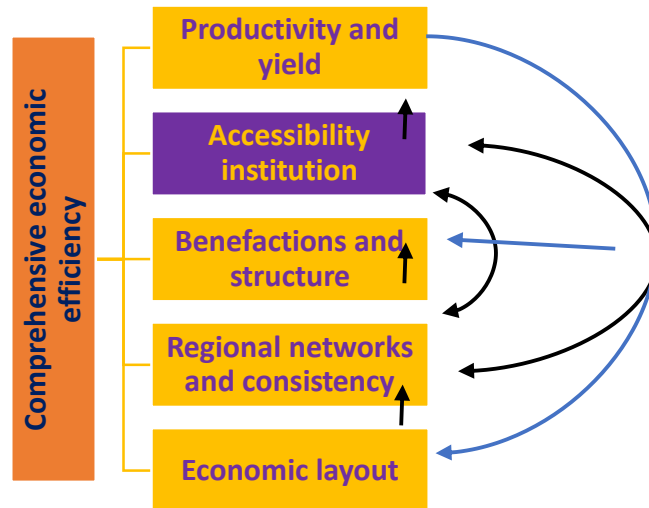 Comprehensive economic
efficiency
Productivity and
yield
Accessibility
institution
Benefactions and
structure
Regional networks
and consistency
Economic layout